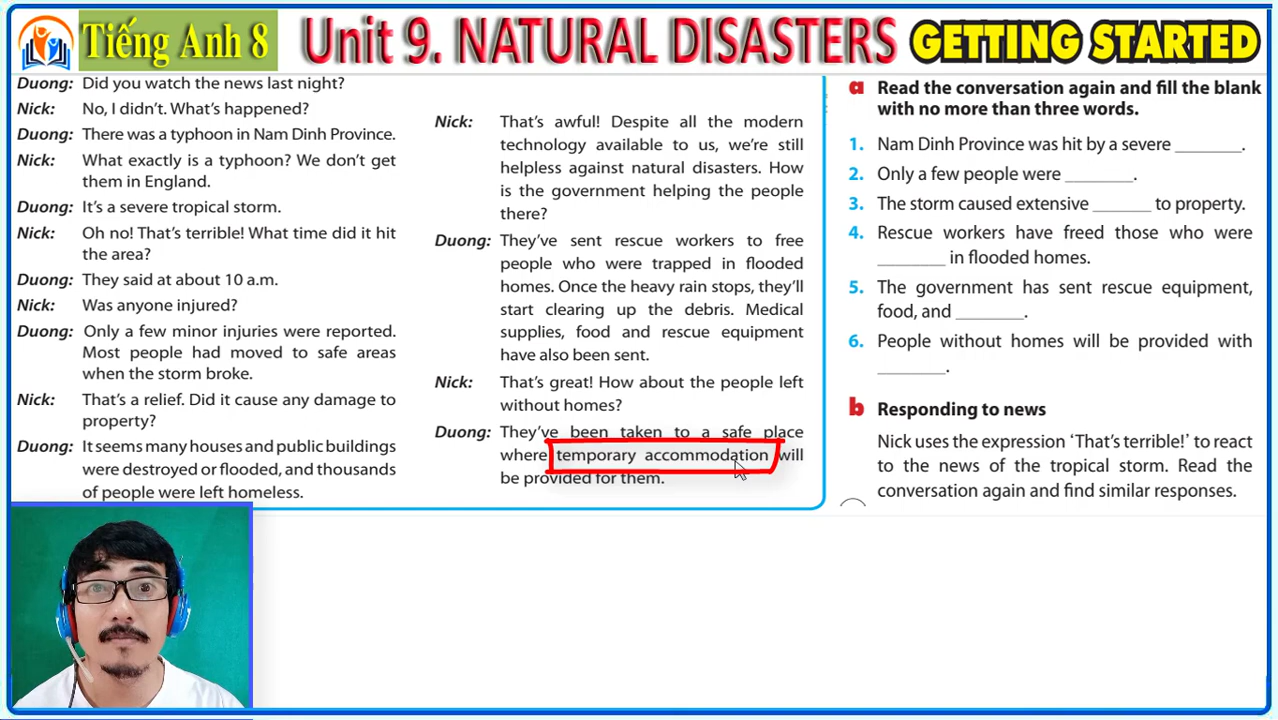 Tiếng Anh 8
Unit 9. NATURAL DISASTERS
GETTING STARTED
Duong: Did you watch the news last night?
Nick: No, I didn't. What's happened?
Duong: There was a typhoon in Nam Dinh Province.
Nick: What exactly is a typhoon? We don't get
them in England.
Duong: It's a severe tropical storm.
Nick: Oh no! That's terrible! What time did it hit
the area?
Duong: They said at about 10 a.m.
Nick: Was anyone injured?
Duong: Only a few minor injuries were reported.
Most people had moved to safe areas
when the storm broke.
Nick: That's a relief. Did it cause any damage to
property?
Duong: It seems many houses and public buildings
were destroyed or flooded, and thousands
of people were left homeless.
Nick: That's awful! Despite all the modern
technology available to us, we're still
helpless against natural disasters. How
is the government helping the people
there?
Duong: They've sent rescue workers to free
people who were trapped in flooded
homes. Once the heavy rain stops, they'll
start clearing up the debris. Medical
supplies, food and rescue equipment
have also been sent.
Nick: That's great! How about the people left
without homes?
Duong: They've been taken to a safe place
where temporary accommodation will
be provided for them.
a Read the conversation again and fill the blank
with no more than three words.
1. Nam Dinh Province was hit by a severe _______.
2. Only a few people were _______.
3. The storm caused extensive ______ to property.
4. Rescue workers have freed those who were
_______ in flooded homes.
5. The government has sent rescue equipment,
food, and _______.
6. People without homes will be provided with
_______.
b Responding to news
Nick uses the expression ‘That's terrible!’ to react
to the news of the tropical storm. Read the
conversation again and find similar responses.